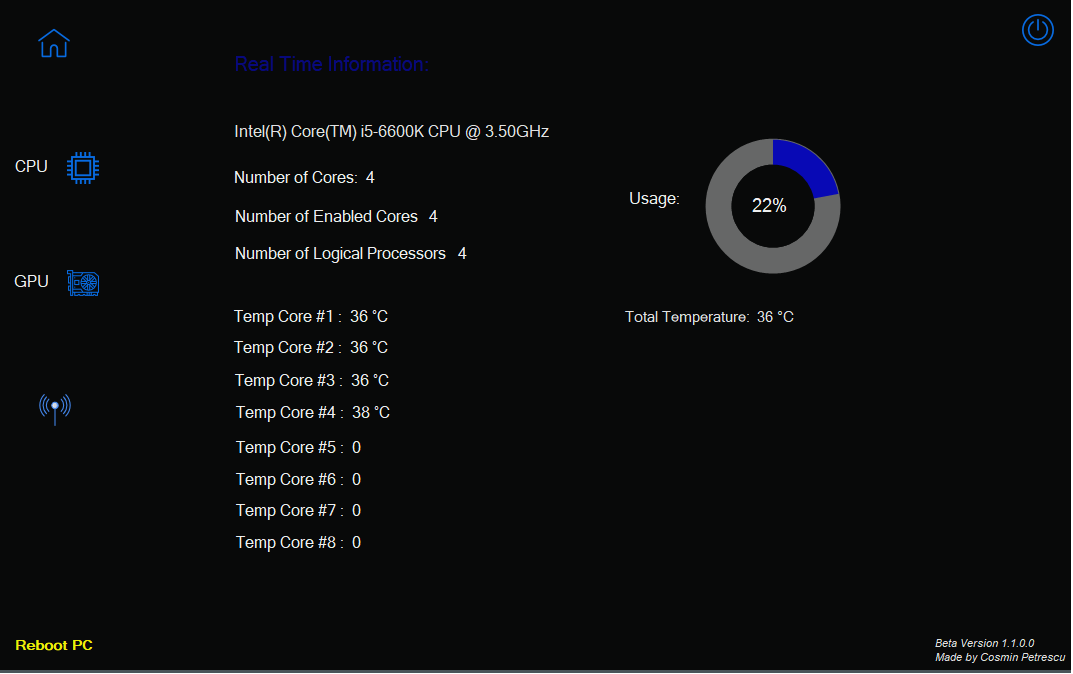 Real Time Information:
Intel(R) Core(TM) i5-6600K CPU @ 3.50GHz
CPU
Number of Cores: 4
Usage:
22%
Number of Enabled Cores 4
Number of Logical Processors 4
GPU
Temp Core #1 : 36 °C
Total Temperature: 36 °C
Temp Core #2 : 36 °C
Temp Core #3 : 36 °C
Temp Core #4 : 38 °C
Temp Core #5 : 0
Temp Core #6 : 0
Temp Core #7 : 0
Temp Core #8 : 0
Reboot PC
Beta Version 1.1.0.0
Made by Cosmin Petrescu